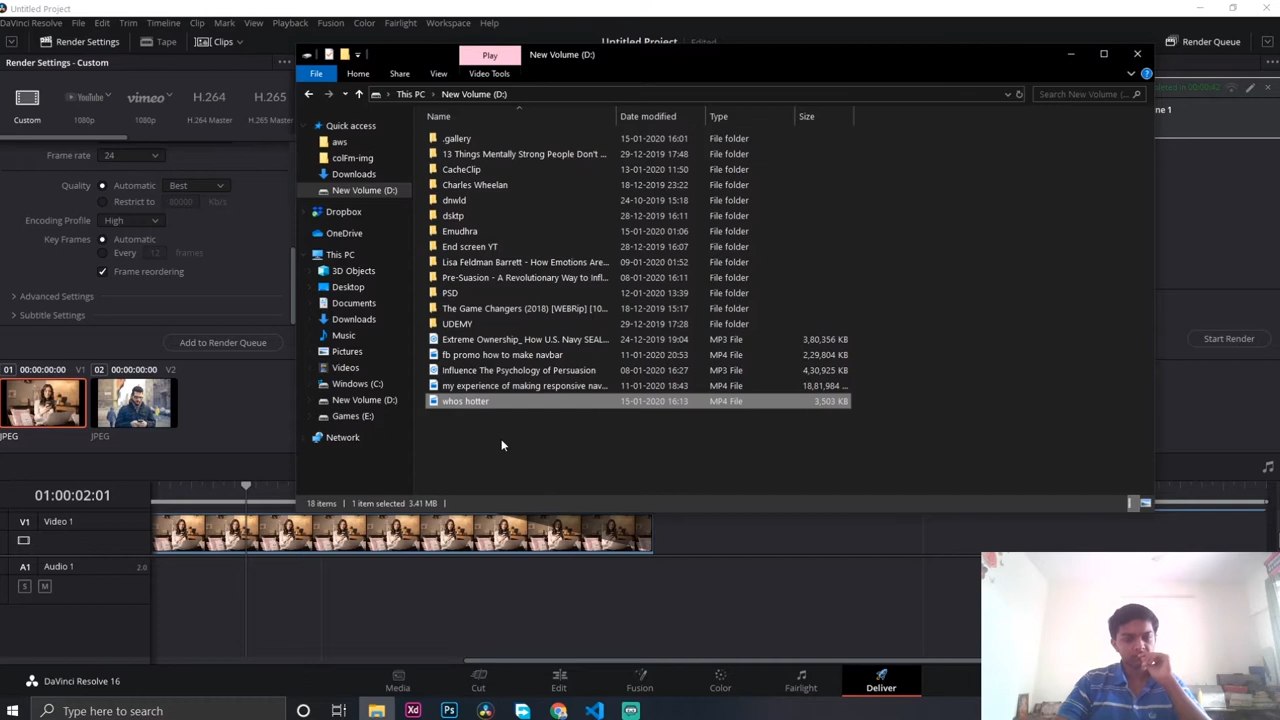 Untitled Project
DaVinci Resolve File Edit Trim Timeline Clip Mark View Playback Fusion Color Fairlight Workspace Help
Render Settings Tape Clips Untitled Project Edited Render Queue
Render Settings - Custom
Play New Volume (D:)
File Home Share View Video Tools
This PC New Volume (D:) Search New Volume (...
Custom YouTube vimeo H.264 H.265
1080p 1080p H.264 Master H.265
Frame rate 24
Quality Automatic Best
Restrict to 80000 Kb/s
Encoding Profile High
Key Frames Automatic
Every 12 frames
Frame reordering
Advanced Settings
Subtitle Settings
Add to Render Queue
01 00:00:00:00 V1 02 00:00:00:00 V2
JPEG JPEG
Quick access
aws
colFm-img
Downloads
New Volume (D:)
Dropbox
OneDrive
This PC
3D Objects
Desktop
Documents
Downloads
Music
Pictures
Videos
Windows (C:)
New Volume (D:)
Games (E:)
Network
Name Date modified Type Size
.gallery 15-01-2020 16:01 File folder
13 Things Mentally Strong People Don't ... 29-12-2019 17:48 File folder
CacheClip 13-01-2020 11:50 File folder
Charles Wheelan 18-12-2019 23:22 File folder
dnwld 24-10-2019 15:18 File folder
dsktp 28-12-2019 16:11 File folder
Emudhra 15-01-2020 01:06 File folder
End screen YT 28-12-2019 16:07 File folder
Lisa Feldman Barrett - How Emotions Are... 09-01-2020 01:52 File folder
Pre-Suasion - A Revolutionary Way to Infl... 08-01-2020 16:11 File folder
PSD 12-01-2020 13:39 File folder
The Game Changers (2018) [WEBRip] [10... 18-12-2019 15:17 File folder
UDEMY 29-12-2019 17:28 File folder
Extreme Ownership_ How U.S. Navy SEAL... 24-12-2019 19:04 MP3 File 3,80,356 KB
fb promo how to make navbar 11-01-2020 20:53 MP4 File 2,29,804 KB
Influence The Psychology of Persuasion 08-01-2020 16:27 MP3 File 4,30,925 KB
my experience of making responsive nav... 11-01-2020 18:43 MP4 File 18,81,984 ...
whos hotter 15-01-2020 16:13 MP4 File 3,503 KB
18 items 1 item selected 3.41 MB
in 00:00:42
ne 1
Start Render
01:00:02:01
V1 Video 1
A1 Audio 1 2.0
S M
DaVinci Resolve 16
Media Cut Edit Fusion Color Fairlight Deliver
Type here to search
Xd Ps